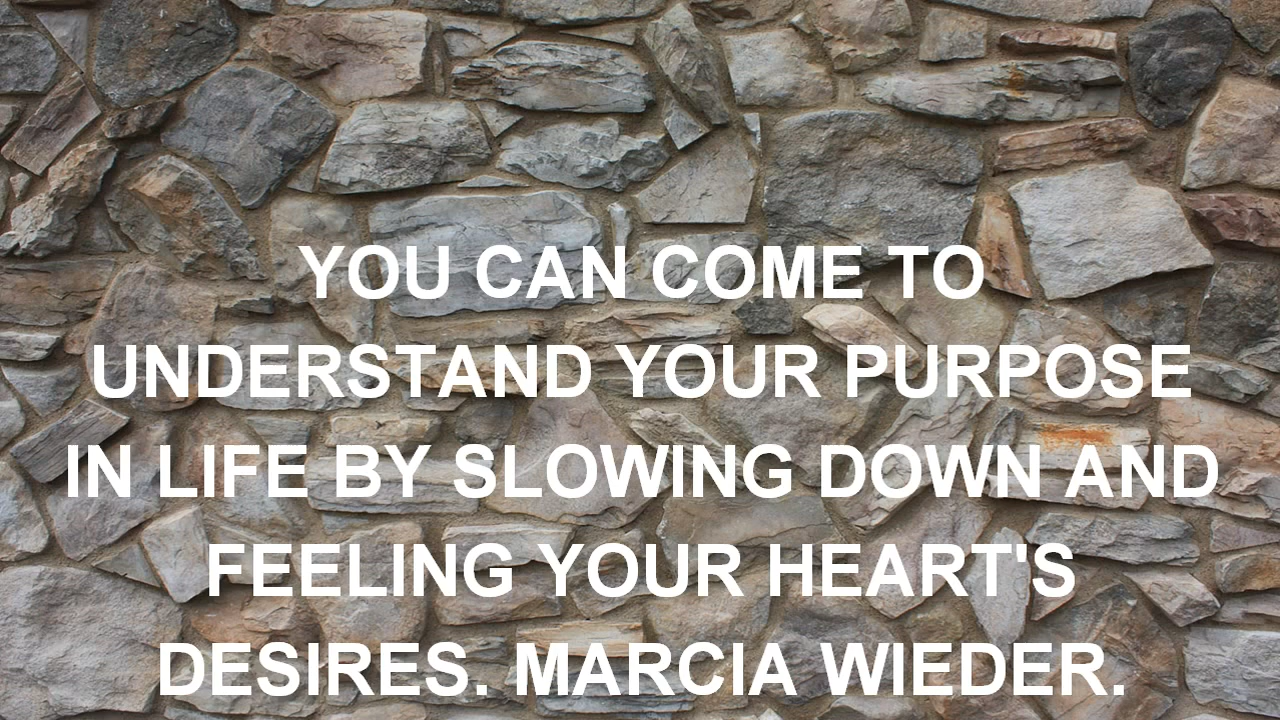 YOU CAN COME TO
UNDERSTAND YOUR PURPOSE
IN LIFE BY SLOWING DOWN AND
FEELING YOUR HEART'S
DESIRES. MARCIA WIEDER.